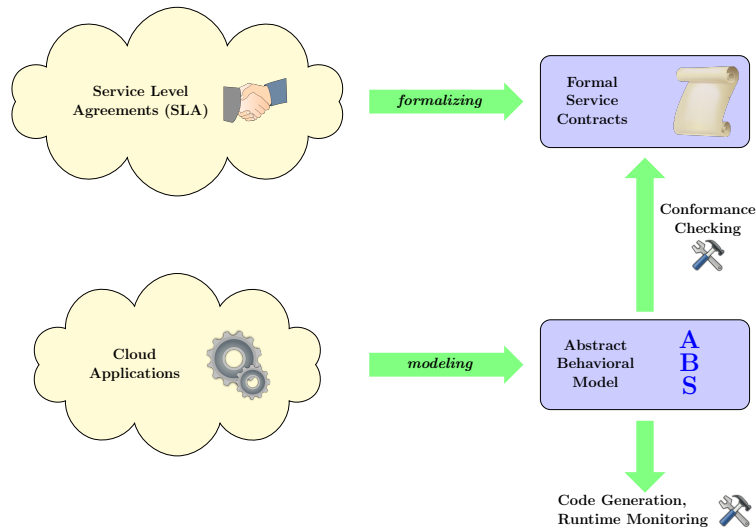 Service Level
Agreements (SLA)
formalizing
Formal
Service
Contracts
Conformance
Checking
Cloud
Applications
modeling
Abstract
Behavioral
Model
A
B
S
Code Generation,
Runtime Monitoring